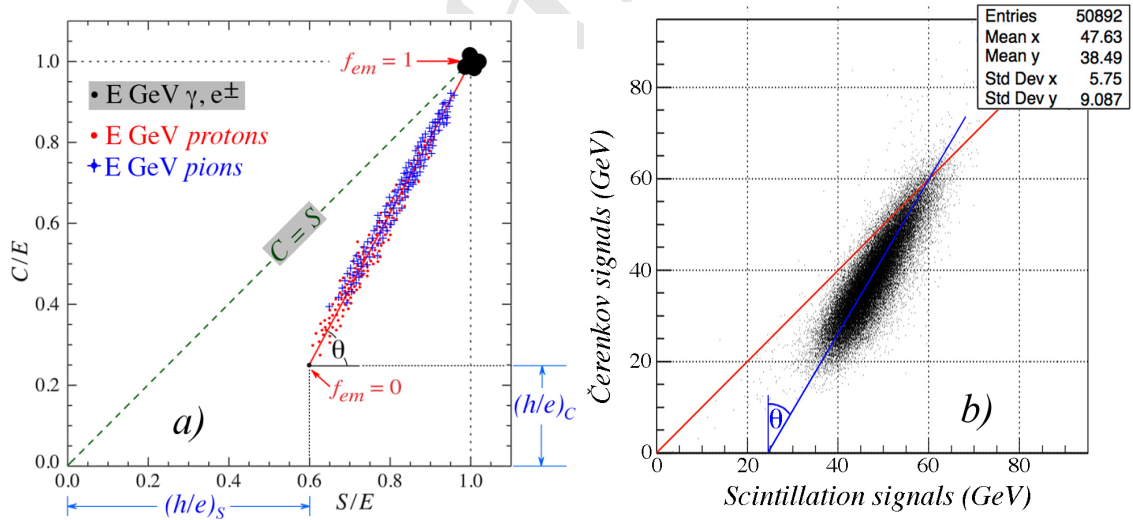 1.0
0.8
0.6
0.4
0.2
0.0
C/E
f_em = 1
• E GeV γ, e±
• E GeV protons
E GeV pions
C = S
θ
f_em = 0
a)
(h/e)_C
0.0 0.2 0.4 0.6 0.8 1.0
(h/e)_S
S/E
Entries 50892
Mean x 47.63
Mean y 38.49
Std Dev x 5.75
Std Dev y 9.087
80
60
40
20
0
Čerenkov signals (GeV)
θ
b)
0 20 40 60 80
Scintillation signals (GeV)